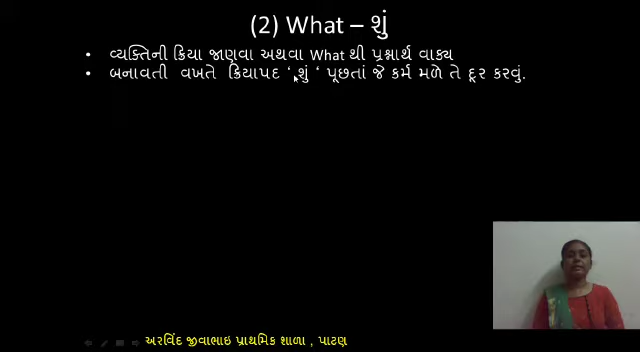 (2) What – શું
• વ્યક્તિની ક્રિયા જાણવા અથવા What થી પ્રશ્નાર્થ વાક્ય
• બનાવતી વખતે ક્રિયાપદ ‘ શું ‘ પૂછતાં જે કર્મ મળે તે દૂર કરવું.
અરવિંદ જીવાભાઇ પ્રાથમિક શાળા , પાટણ